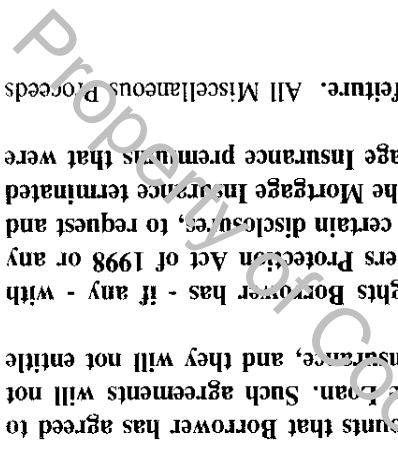 unts that Borrower has agreed to
Loan. Such agreements will not
nsurance, and they will not entitle
ghts Borrower has - if any - with
ers Protection Act of 1998 or any
certain disclosures, to request and
he Mortgage Insurance terminated
age Insurance premiums that were
feiture. All Miscellaneous Proceeds
Property of Co